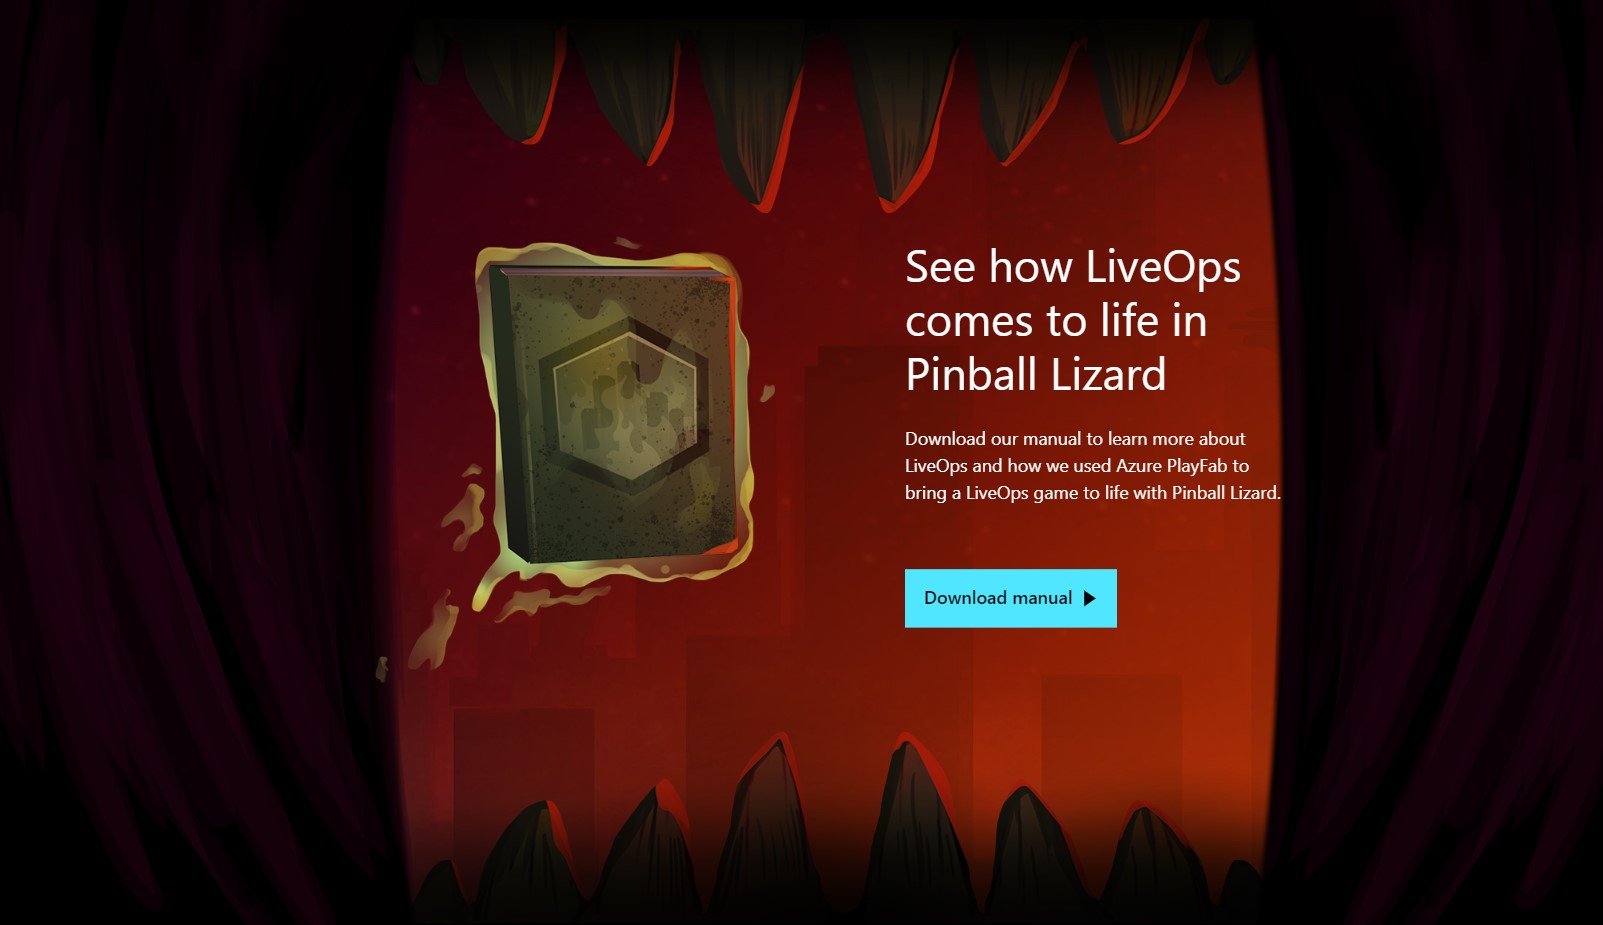 See how LiveOps
comes to life in
Pinball Lizard
Download our manual to learn more about
LiveOps and how we used Azure PlayFab to
bring a LiveOps game to life with Pinball Lizard.
Download manual